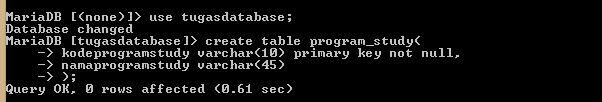 MariaDB [(none)]> use tugasdatabase;
Database changed
MariaDB [tugasdatabase]> create table program_study(
    -> kodeprogramstudy varchar(10) primary key not null,
    -> namaprogramstudy varchar(45)
    -> );
Query OK, 0 rows affected (0.61 sec)